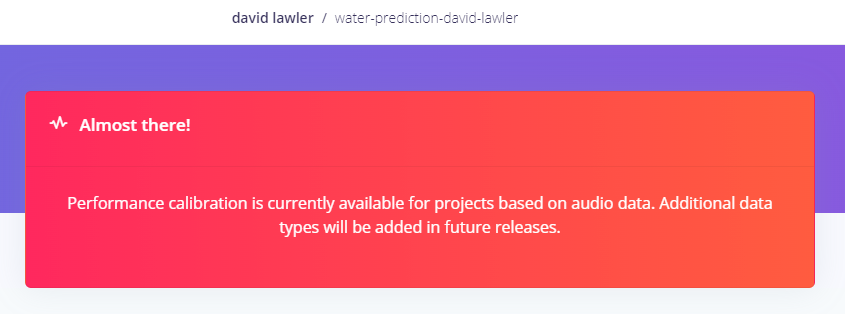 david lawler / water-prediction-david-lawler
Almost there!
Performance calibration is currently available for projects based on audio data. Additional data
types will be added in future releases.